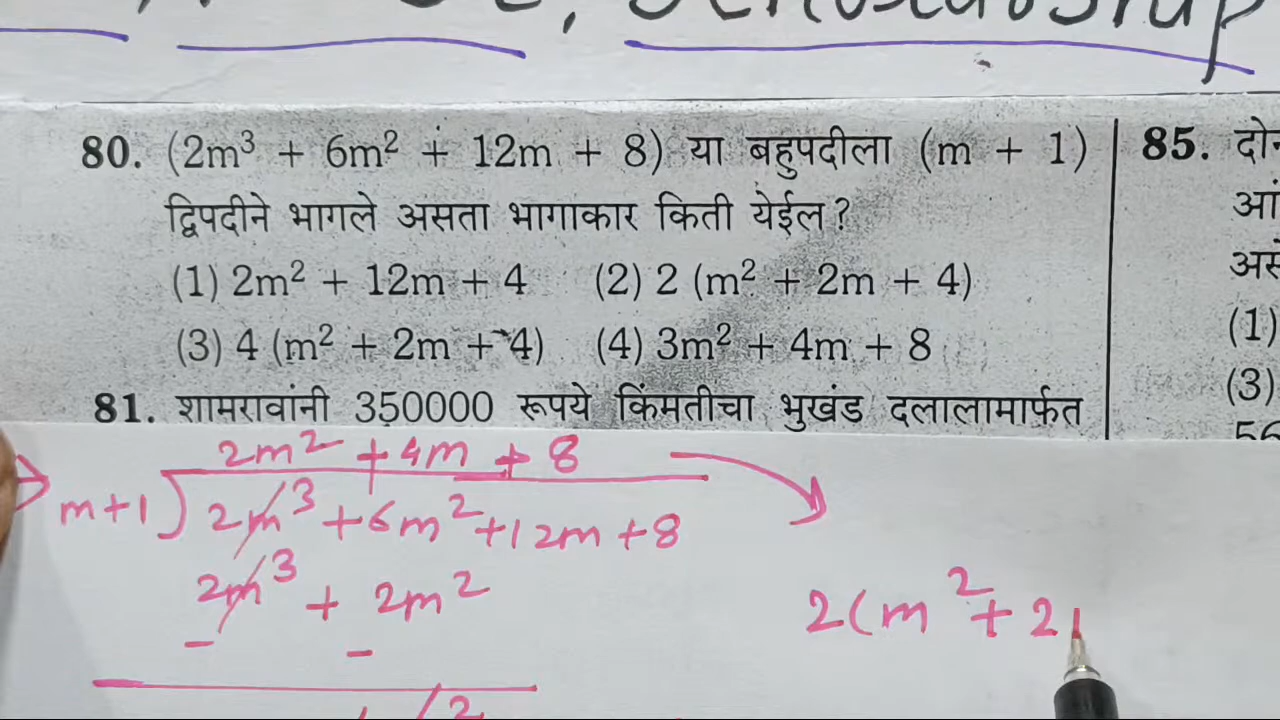 80. (2m³ + 6m² + 12m + 8) या बहुपदीला (m + 1)
द्विपदीने भागले असता भागाकार किती येईल?
(1) 2m² + 12m + 4 (2) 2 (m² + 2m + 4)
(3) 4 (m² + 2m + 4) (4) 3m² + 4m + 8
81. शामरावांनी 350000 रूपये किंमतीचा भुखंड दलालामार्फत
85.
(1)
(3)
2m² + 4m + 8
m+1 ) 2m³ + 6m² + 12m + 8
2m³ + 2m²
- -
2(m² + 2